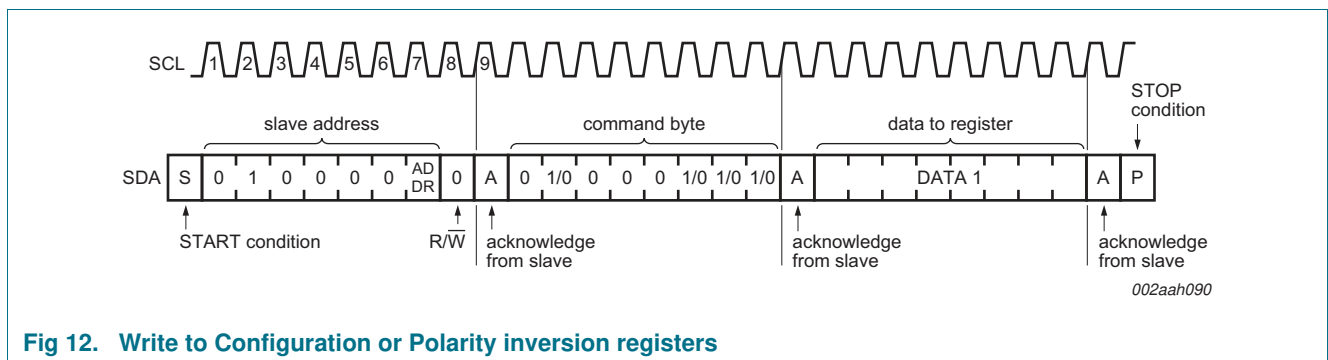 SCL 1 2 3 4 5 6 7 8 9
STOP
condition
slave address command byte data to register
SDA S 0 1 0 0 0 0 AD DR 0 A 0 1/0 0 0 0 1/0 1/0 1/0 A DATA 1 A P
START condition R/W acknowledge from slave acknowledge from slave acknowledge from slave
002aah090
Fig 12. Write to Configuration or Polarity inversion registers